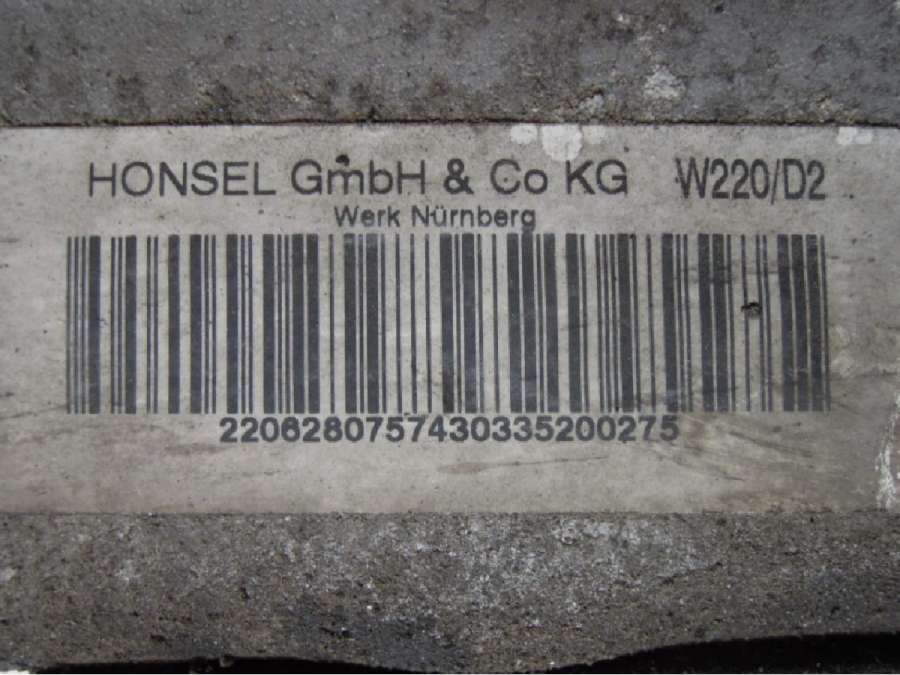 HONSEL GmbH & Co KG W220/D2
Werk Nürnberg
2206280757430335200275